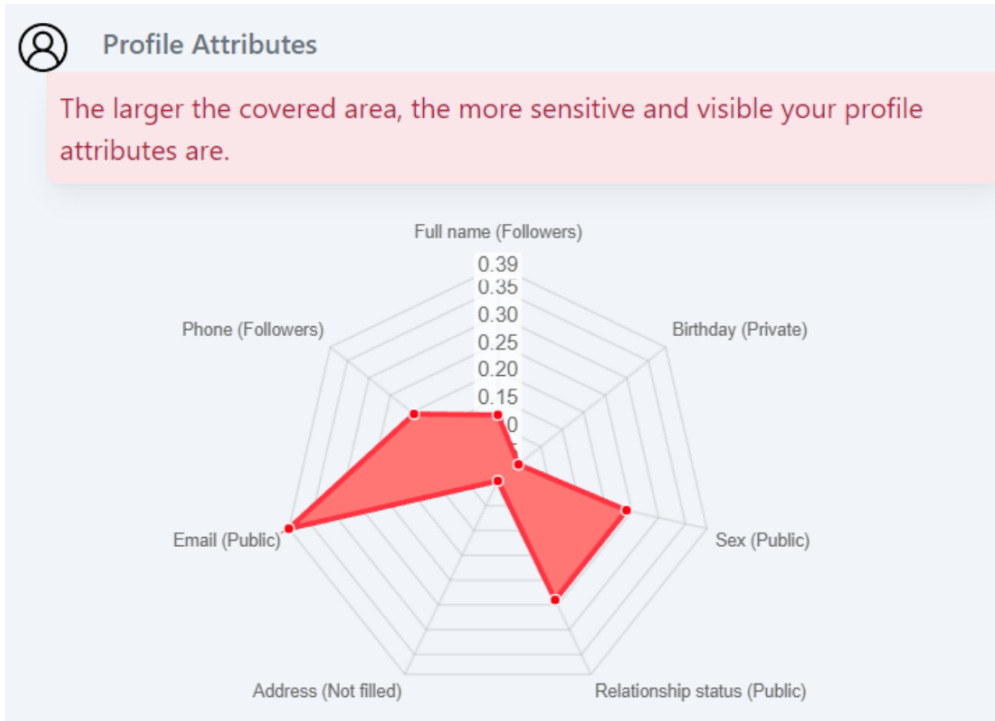 Profile Attributes
The larger the covered area, the more sensitive and visible your profile
attributes are.
Full name (Followers)
0.39
0.35
0.30
0.25
0.20
0.15
Phone (Followers)
Birthday (Private)
Email (Public)
Sex (Public)
Address (Not filled)
Relationship status (Public)